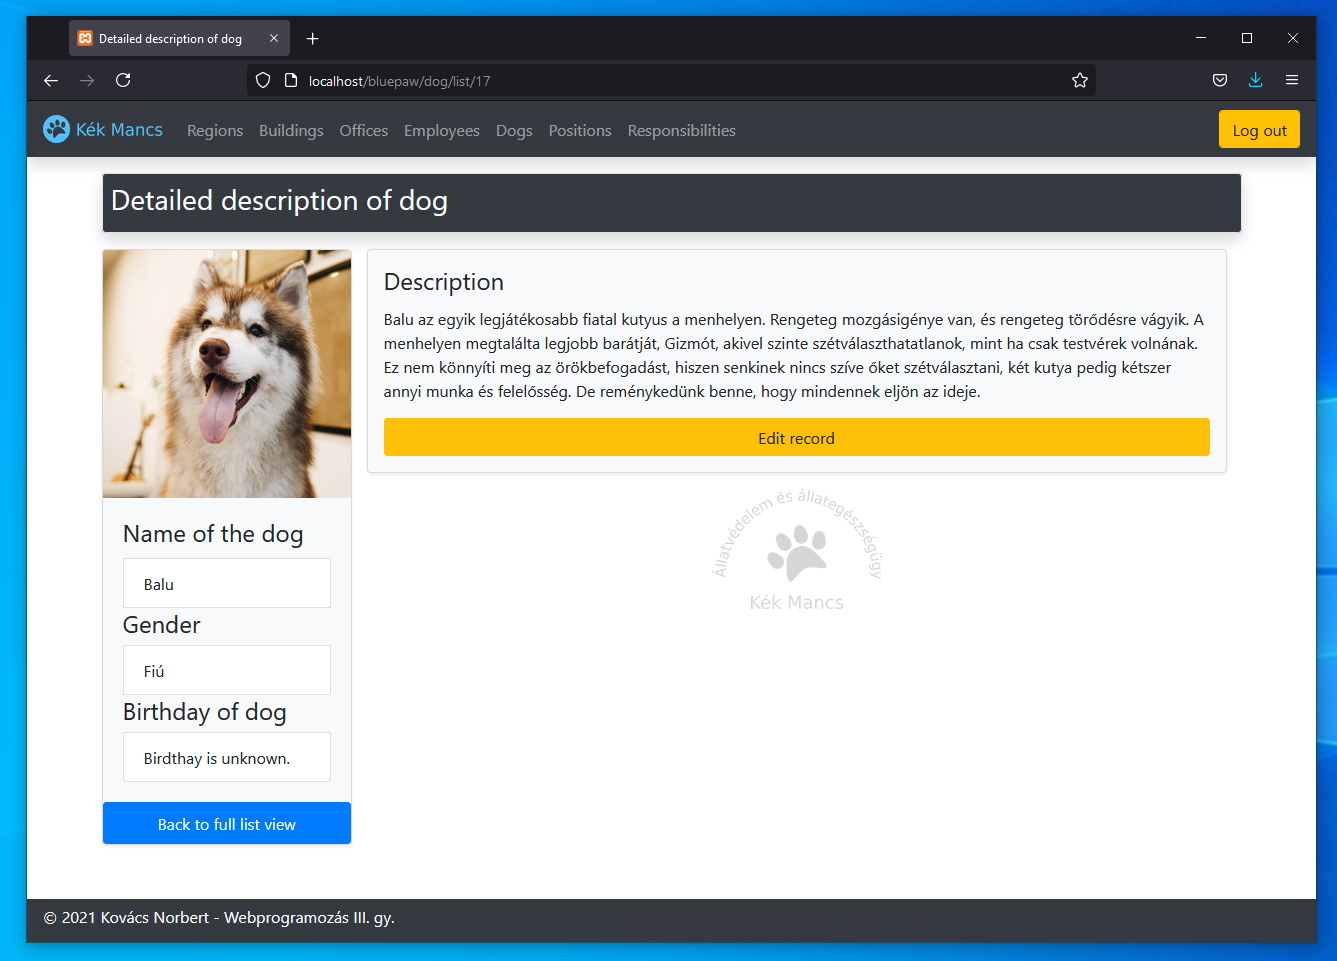 Detailed description of dog
localhost/bluepaw/dog/list/17
Kék Mancs Regions Buildings Offices Employees Dogs Positions Responsibilities Log out
Detailed description of dog
Description
Balu az egyik legjátékosabb fiatal kutyus a menhelyen. Rengeteg mozgásigénye van, és rengeteg törődésre vágyik. A
menhelyen megtalálta legjobb barátját, Gizmót, akivel szinte szétválaszthatatlanok, mint ha csak testvérek volnának.
Ez nem könnyíti meg az örökbefogadást, hiszen senkinek nincs szíve őket szétválasztani, két kutya pedig kétszer
annyi munka és felelősség. De reménykedünk benne, hogy mindennek eljön az ideje.
Edit record
Állatvédelem és állategészségügy
Kék Mancs
Name of the dog
Balu
Gender
Fiú
Birthday of dog
Birdthay is unknown.
Back to full list view
© 2021 Kovács Norbert - Webprogramozás III. gy.